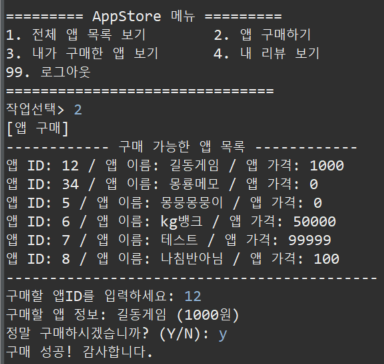 ========= AppStore 메뉴 =========
1. 전체 앱 목록 보기 2. 앱 구매하기
3. 내가 구매한 앱 보기 4. 내 리뷰 보기
99. 로그아웃
===============================
작업선택> 2
[앱 구매]
------------ 구매 가능한 앱 목록 ------------
앱 ID: 12 / 앱 이름: 길동게임 / 앱 가격: 1000
앱 ID: 34 / 앱 이름: 몽룡메모 / 앱 가격: 0
앱 ID: 5 / 앱 이름: 몽뭉몽뭉이 / 앱 가격: 0
앱 ID: 6 / 앱 이름: kg뱅크 / 앱 가격: 50000
앱 ID: 7 / 앱 이름: 테스트 / 앱 가격: 99999
앱 ID: 8 / 앱 이름: 나침반아님 / 앱 가격: 100
-------------------------------------------
구매할 앱ID를 입력하세요: 12
구매할 앱 정보: 길동게임 (1000원)
정말 구매하시겠습니까? (Y/N): y
구매 성공! 감사합니다.